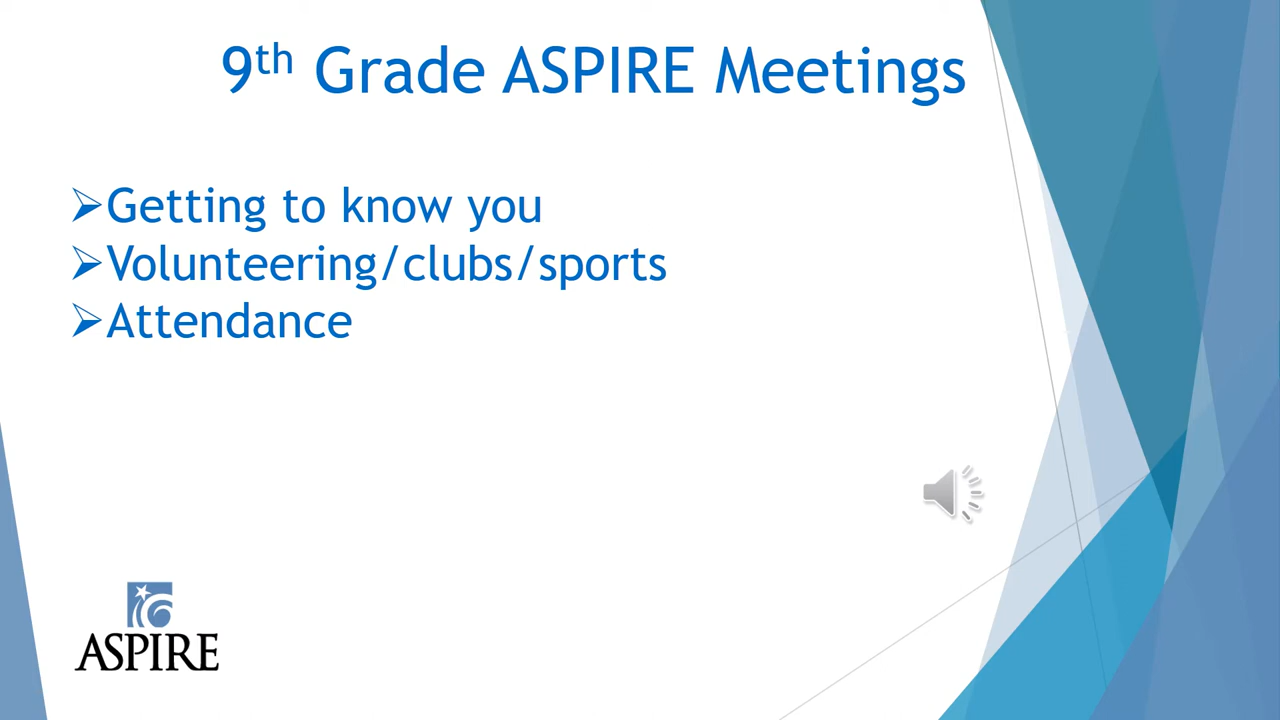 9th Grade ASPIRE Meetings
➢Getting to know you
➢Volunteering/clubs/sports
➢Attendance
ASPIRE